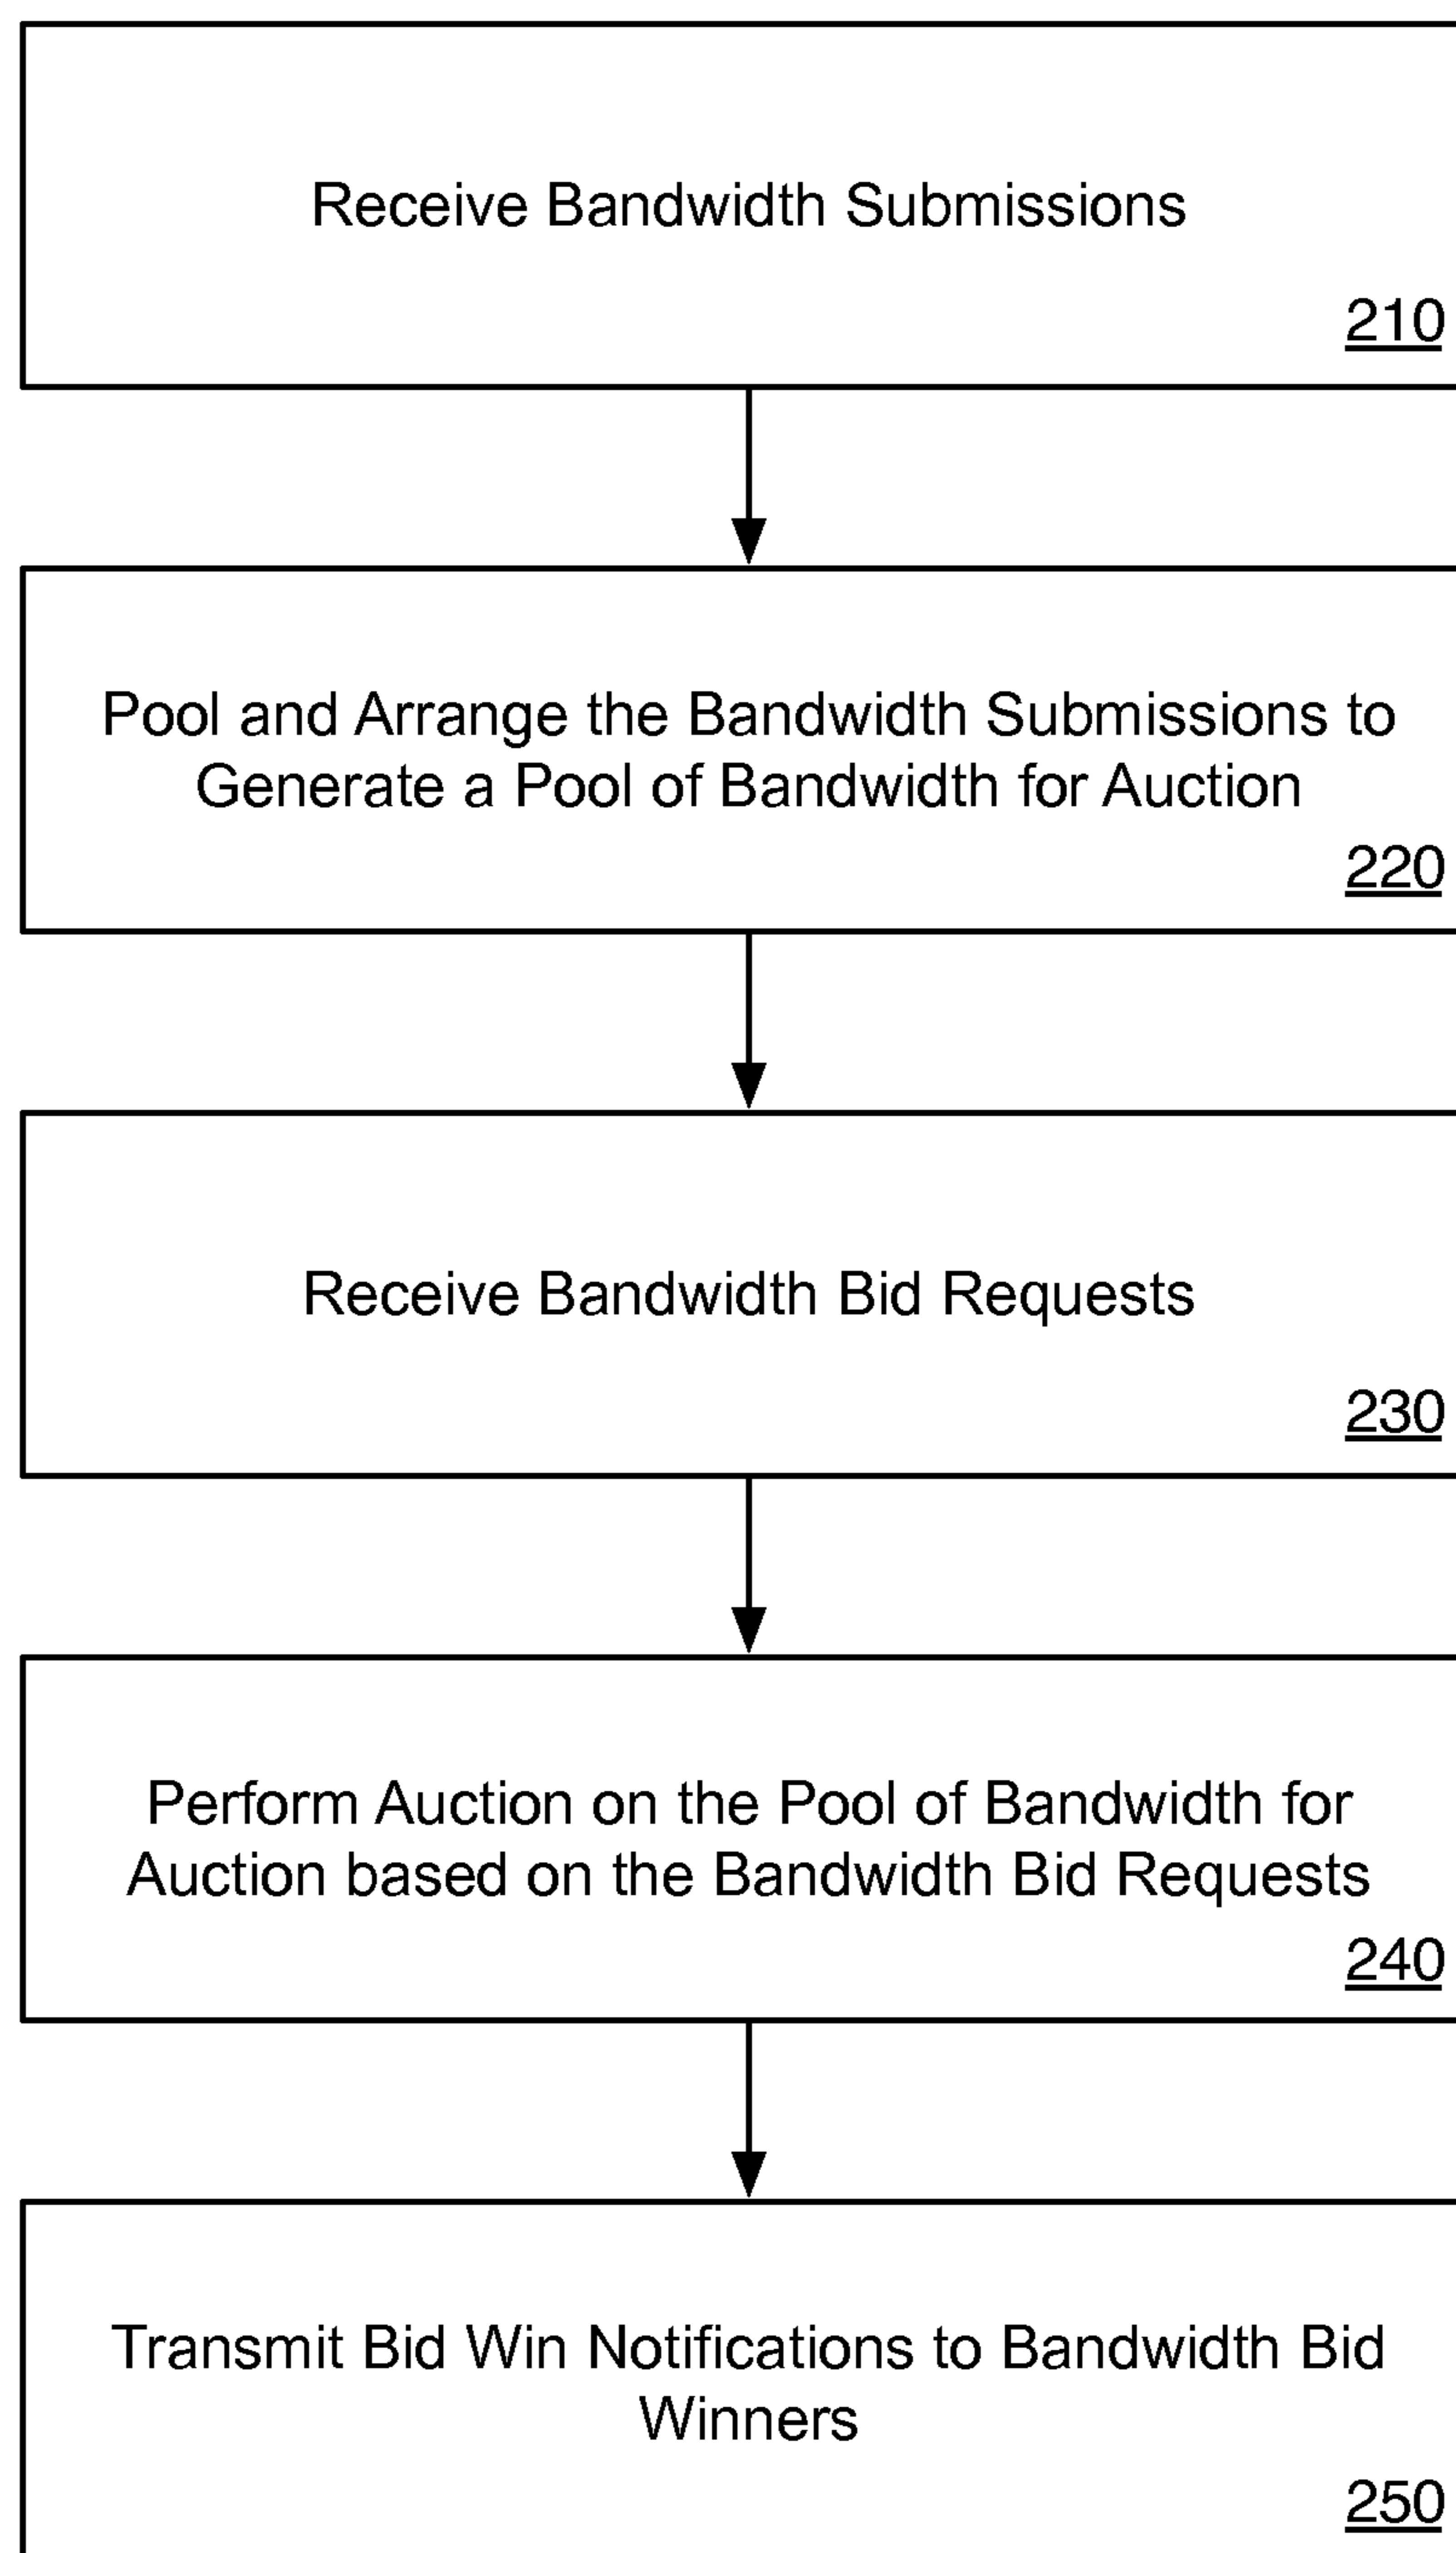 Receive Bandwidth Submissions
210
Pool and Arrange the Bandwidth Submissions to
Generate a Pool of Bandwidth for Auction
220
Receive Bandwidth Bid Requests
230
Perform Auction on the Pool of Bandwidth for
Auction based on the Bandwidth Bid Requests
240
Transmit Bid Win Notifications to Bandwidth Bid
Winners
250